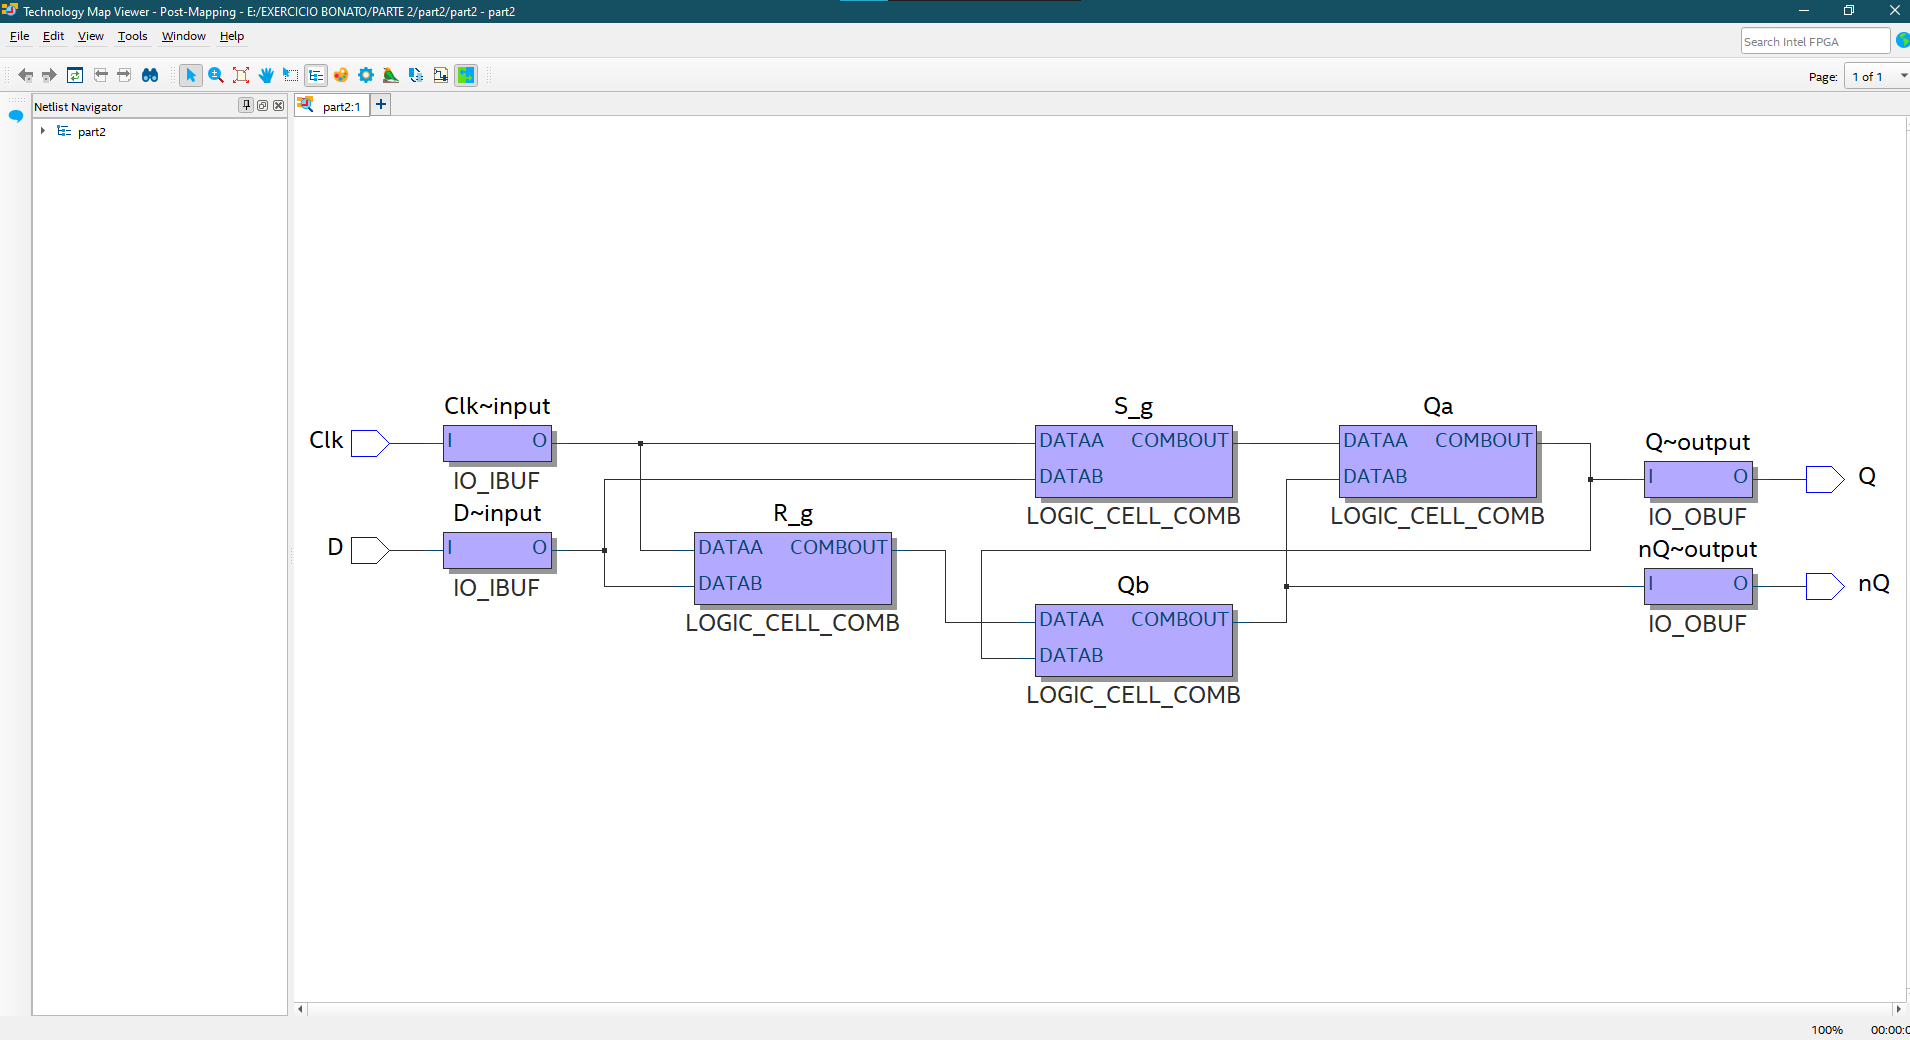 Technology Map Viewer - Post-Mapping - E:/EXERCICIO BONATO/PARTE 2/part2/part2 - part2
File Edit View Tools Window Help
Search Intel FPGA
Page: 1 of 1
Netlist Navigator
part2:1
part2
Clk~input
S_g
Qa
Clk
I O
DATAA COMBOUT
DATAB
DATAA COMBOUT
DATAB
Q~output
I O
Q
IO_IBUF
LOGIC_CELL_COMB
LOGIC_CELL_COMB
IO_OBUF
D~input
R_g
D
I O
DATAA COMBOUT
DATAB
nQ~output
I O
nQ
IO_IBUF
LOGIC_CELL_COMB
Qb
DATAA COMBOUT
DATAB
IO_OBUF
LOGIC_CELL_COMB
100% 00:00:0